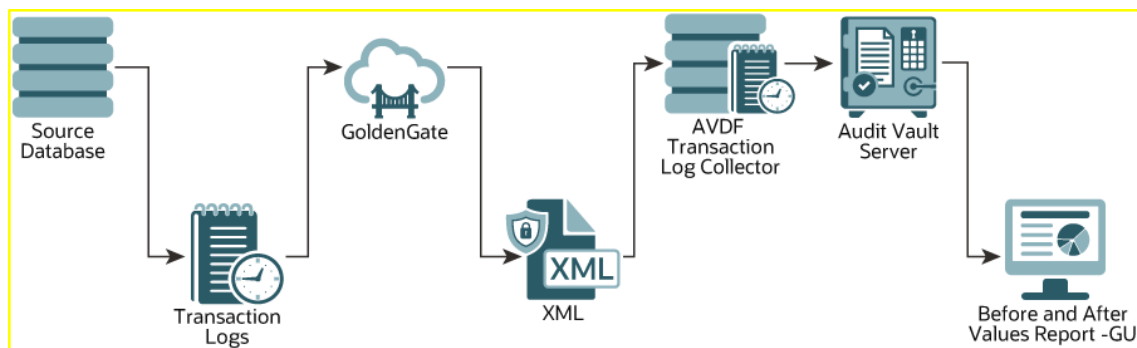 Source
Database
Transaction
Logs
GoldenGate
XML
XML
AVDF
Transaction
Log Collector
Audit Vault
Server
Before and After
Values Report -GU